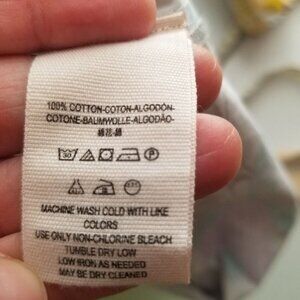 100% COTTON-COTON-ALGODÓN-
COTONE-BAUMWOLLE-ALGODÃO-
MACHINE WASH COLD WITH LIKE
COLORS
USE ONLY NON-CHLORINE BLEACH
TUMBLE DRY LOW
LOW IRON AS NEEDED
MAY BE DRY CLEANED